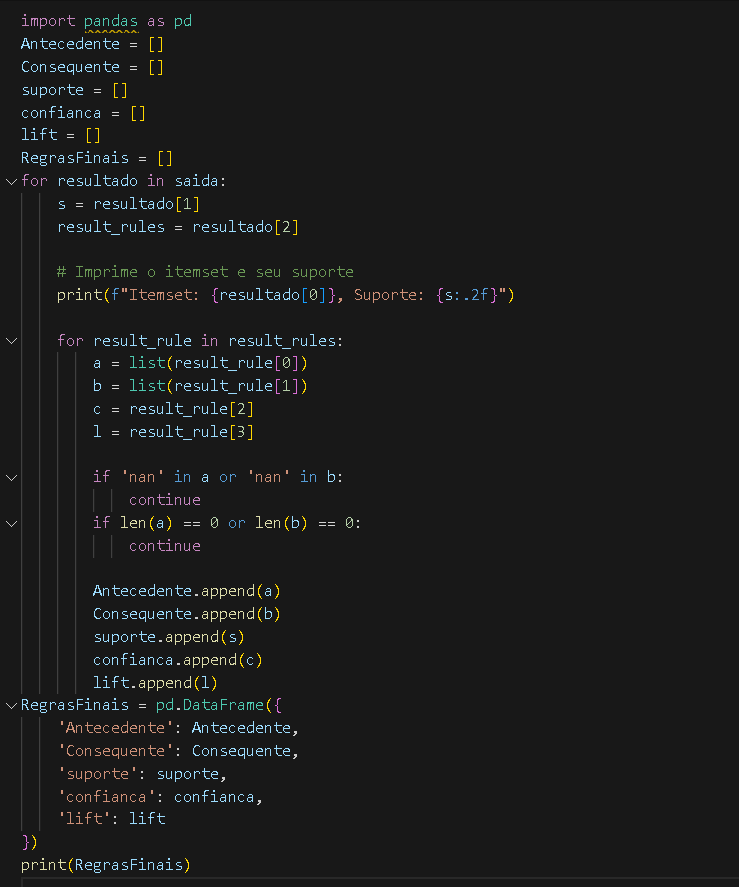 import pandas as pd
Antecedente = []
Consequente = []
suporte = []
confianca = []
lift = []
RegrasFinais = []
for resultado in saida:
    s = resultado[1]
    result_rules = resultado[2]

    # Imprime o itemset e seu suporte
    print(f"Itemset: {resultado[0]}, Suporte: {s:.2f}")

    for result_rule in result_rules:
        a = list(result_rule[0])
        b = list(result_rule[1])
        c = result_rule[2]
        l = result_rule[3]

        if 'nan' in a or 'nan' in b:
            continue
        if len(a) == 0 or len(b) == 0:
            continue

        Antecedente.append(a)
        Consequente.append(b)
        suporte.append(s)
        confianca.append(c)
        lift.append(l)
RegrasFinais = pd.DataFrame({
    'Antecedente': Antecedente,
    'Consequente': Consequente,
    'suporte': suporte,
    'confianca': confianca,
    'lift': lift
})
print(RegrasFinais)